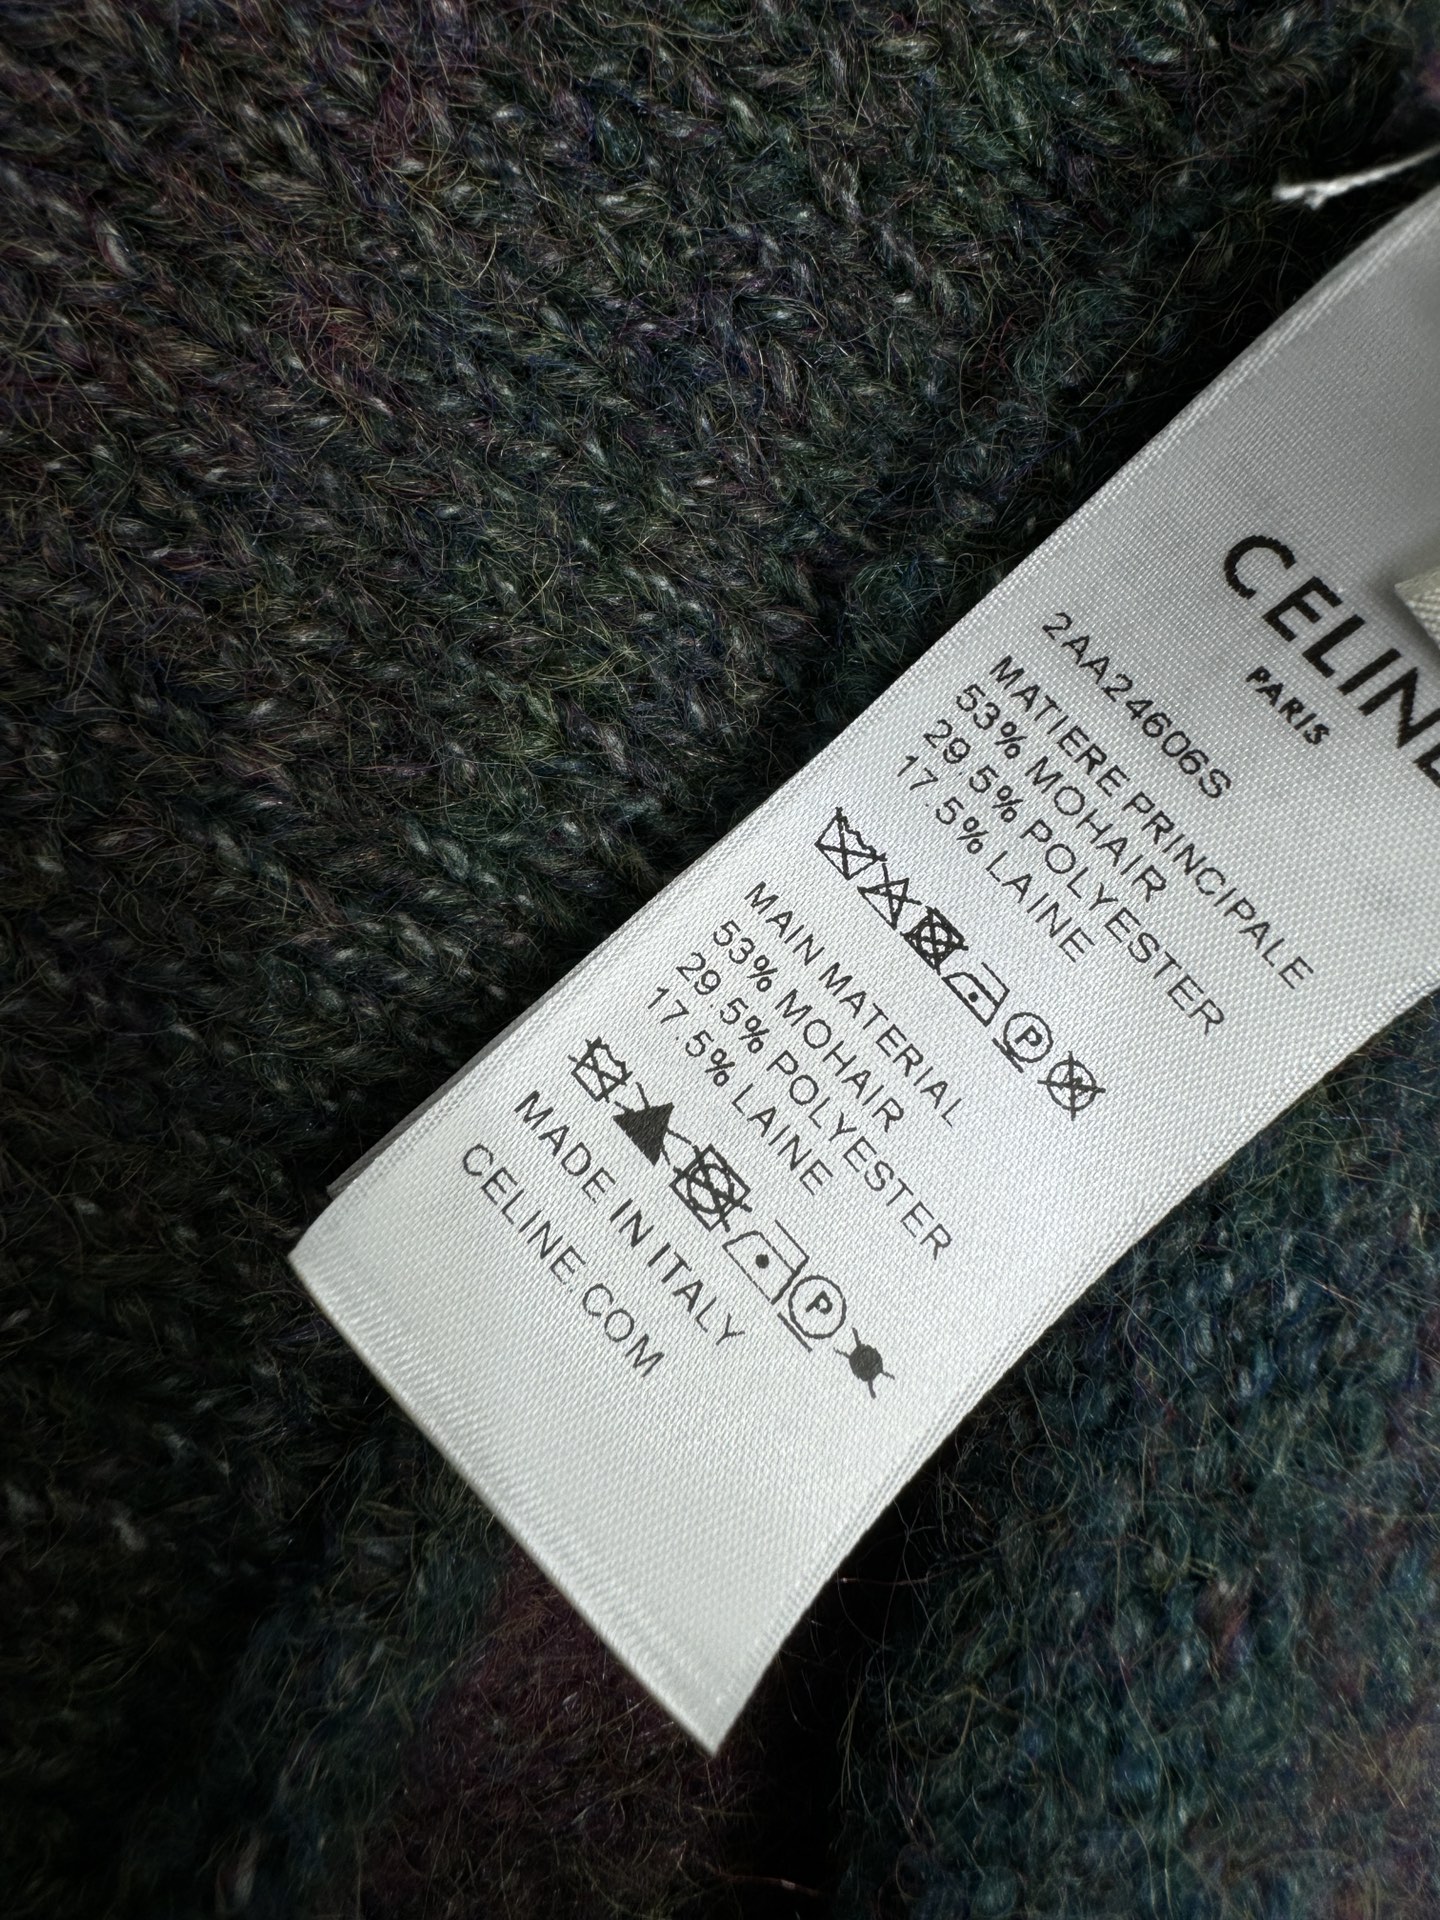 CELINE
PARIS
2AA24606S
MATIERE PRINCIPALE
53% MOHAIR
29.5% POLYESTER
17.5% LAINE
P
MAIN MATERIAL
53% MOHAIR
29.5% POLYESTER
17.5% LAINE
P
MADE IN ITALY
CELINE.COM